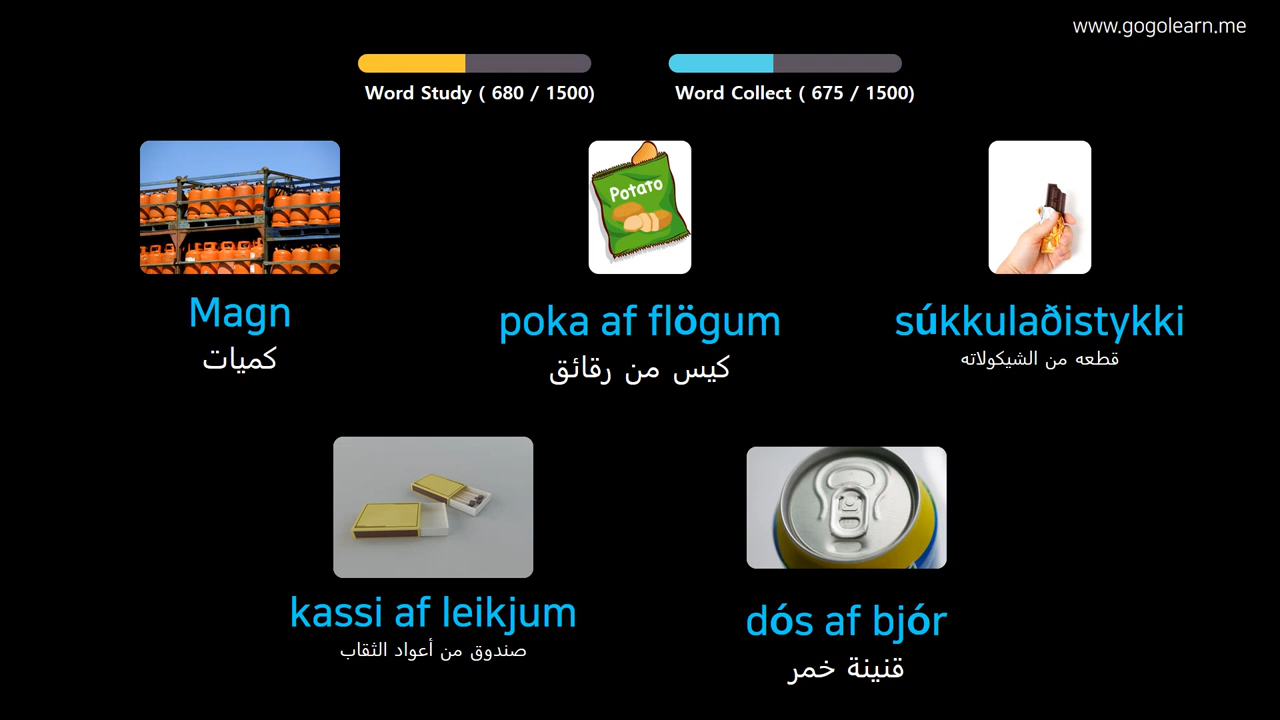 www.gogolearn.me
Word Study ( 680 / 1500)
Word Collect ( 675 / 1500)
Potato
Magn
كميات
poka af flögum
كيس من رقائق
súkkulaðistykki
قطعه من الشيكولاته
kassi af leikjum
صندوق من أعواد الثقاب
dós af bjór
قنينة خمر